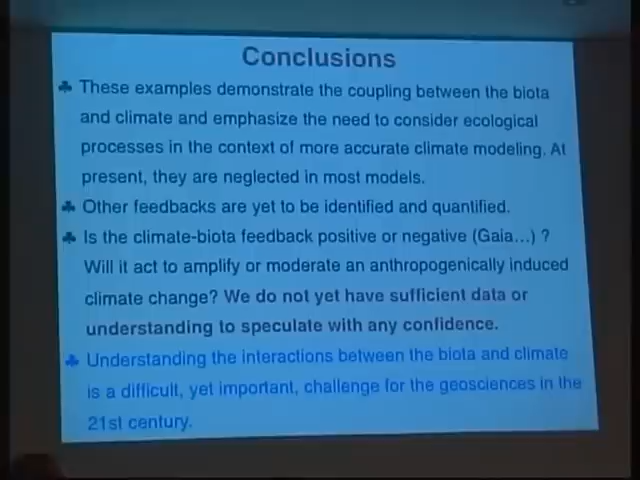 Conclusions
♣ These examples demonstrate the coupling between the biota
and climate and emphasize the need to consider ecological
processes in the context of more accurate climate modeling. At
present, they are neglected in most models.
♣ Other feedbacks are yet to be identified and quantified.
♣ Is the climate-biota feedback positive or negative (Gaia...) ?
Will it act to amplify or moderate an anthropogenically induced
climate change? We do not yet have sufficient data or
understanding to speculate with any confidence.
♣ Understanding the interactions between the biota and climate
is a difficult, yet important, challenge for the geosciences in the
21st century.